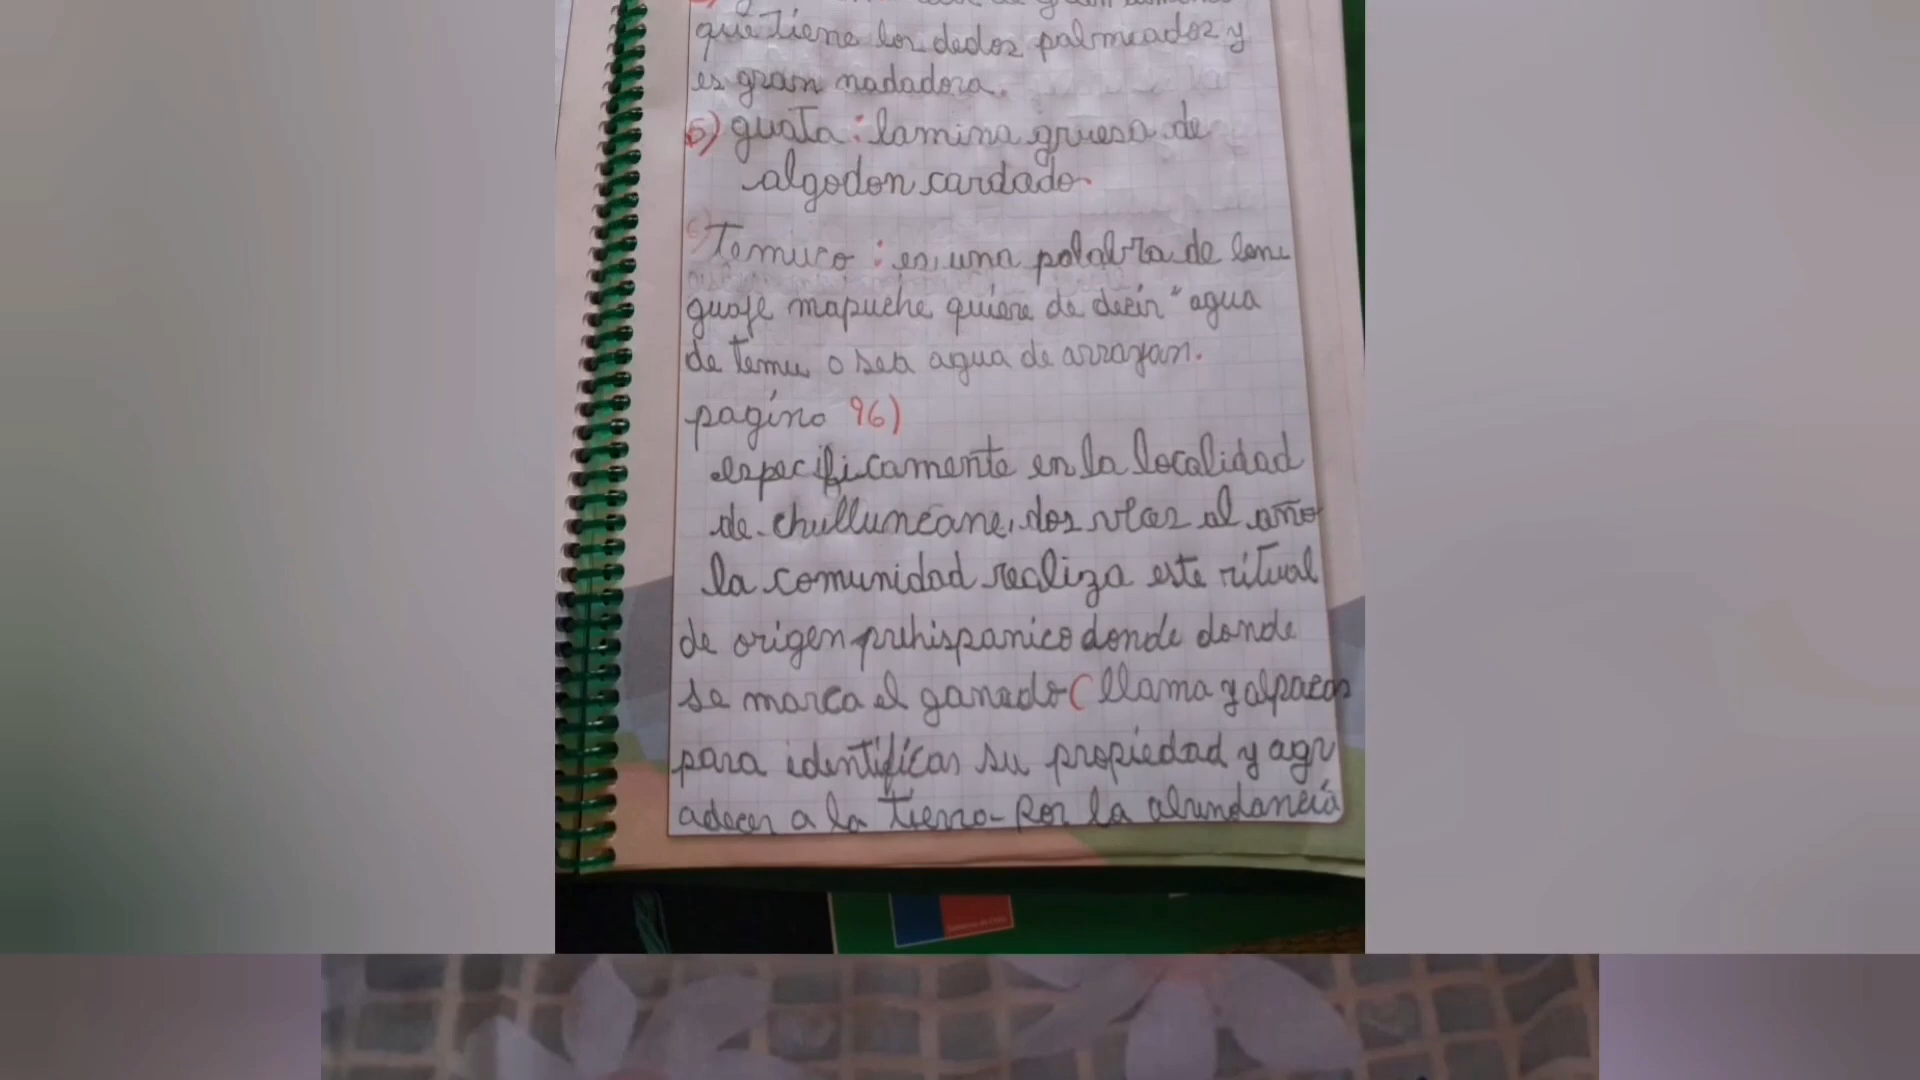 que tiene los dedos palmeados y
es gran nadadora.
5) guata : lamina gruesa de
algodon cardado.
Temuco : es una palabra de len
guaje mapuche quiere de decir " agua
de temu o sea agua de arrayan.
pagina 96)
especificamente en la localidad
de chulluncane, dos vces al año
la comunidad realiza este ritual
de origen prehispanico donde donde
se marca el ganado ( llama y alpacas
para identificar su propiedad y agr
adecer a la tierra por la abundancia